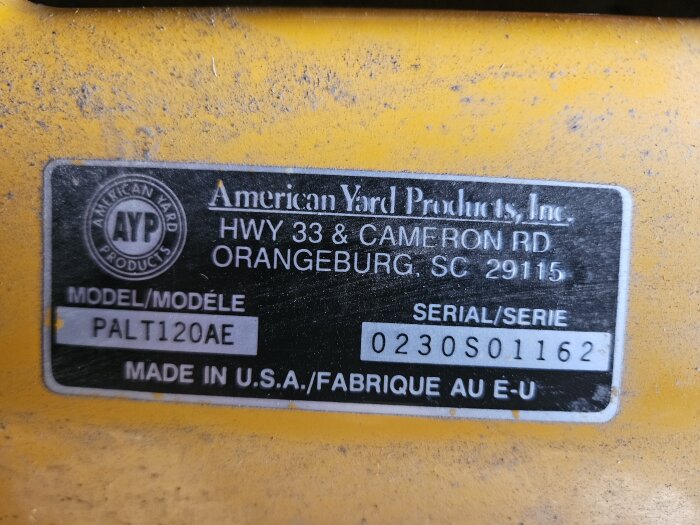 AMERICAN YARD
AYP
PRODUCTS
American Yard Products, Inc.
HWY 33 & CAMERON RD
ORANGEBURG, SC 29115
MODEL/MODÉLE
PALT120AE
SERIAL/SERIE
0230S01162
MADE IN U.S.A./FABRIQUE AU E-U